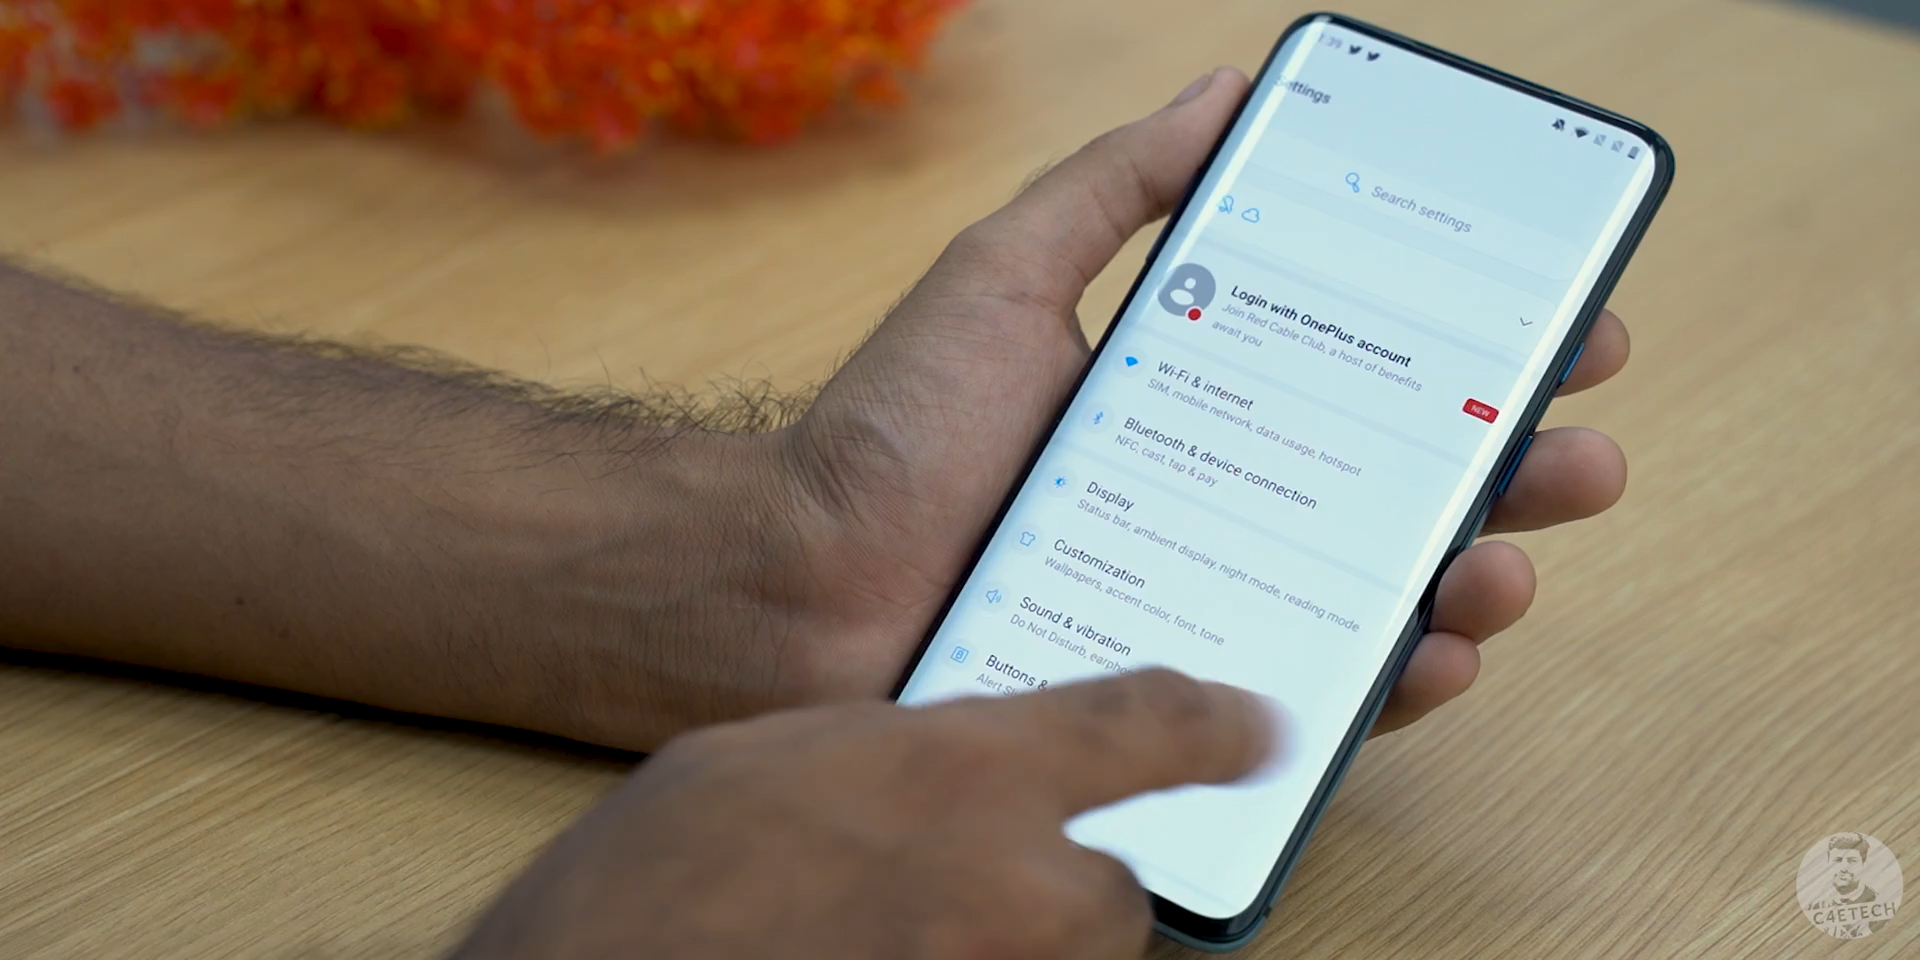 Settings
Search settings
Login with OnePlus account
Join Red Cable Club, a host of benefits
await you
NEW
Wi-Fi & internet
SIM, mobile network, data usage, hotspot
Bluetooth & device connection
NFC, cast, tap & pay
Display
Status bar, ambient display, night mode, reading mode
Customization
Wallpapers, accent color, font, tone
Sound & vibration
Do Not Disturb,
Buttons &
Alert
C4ETECH